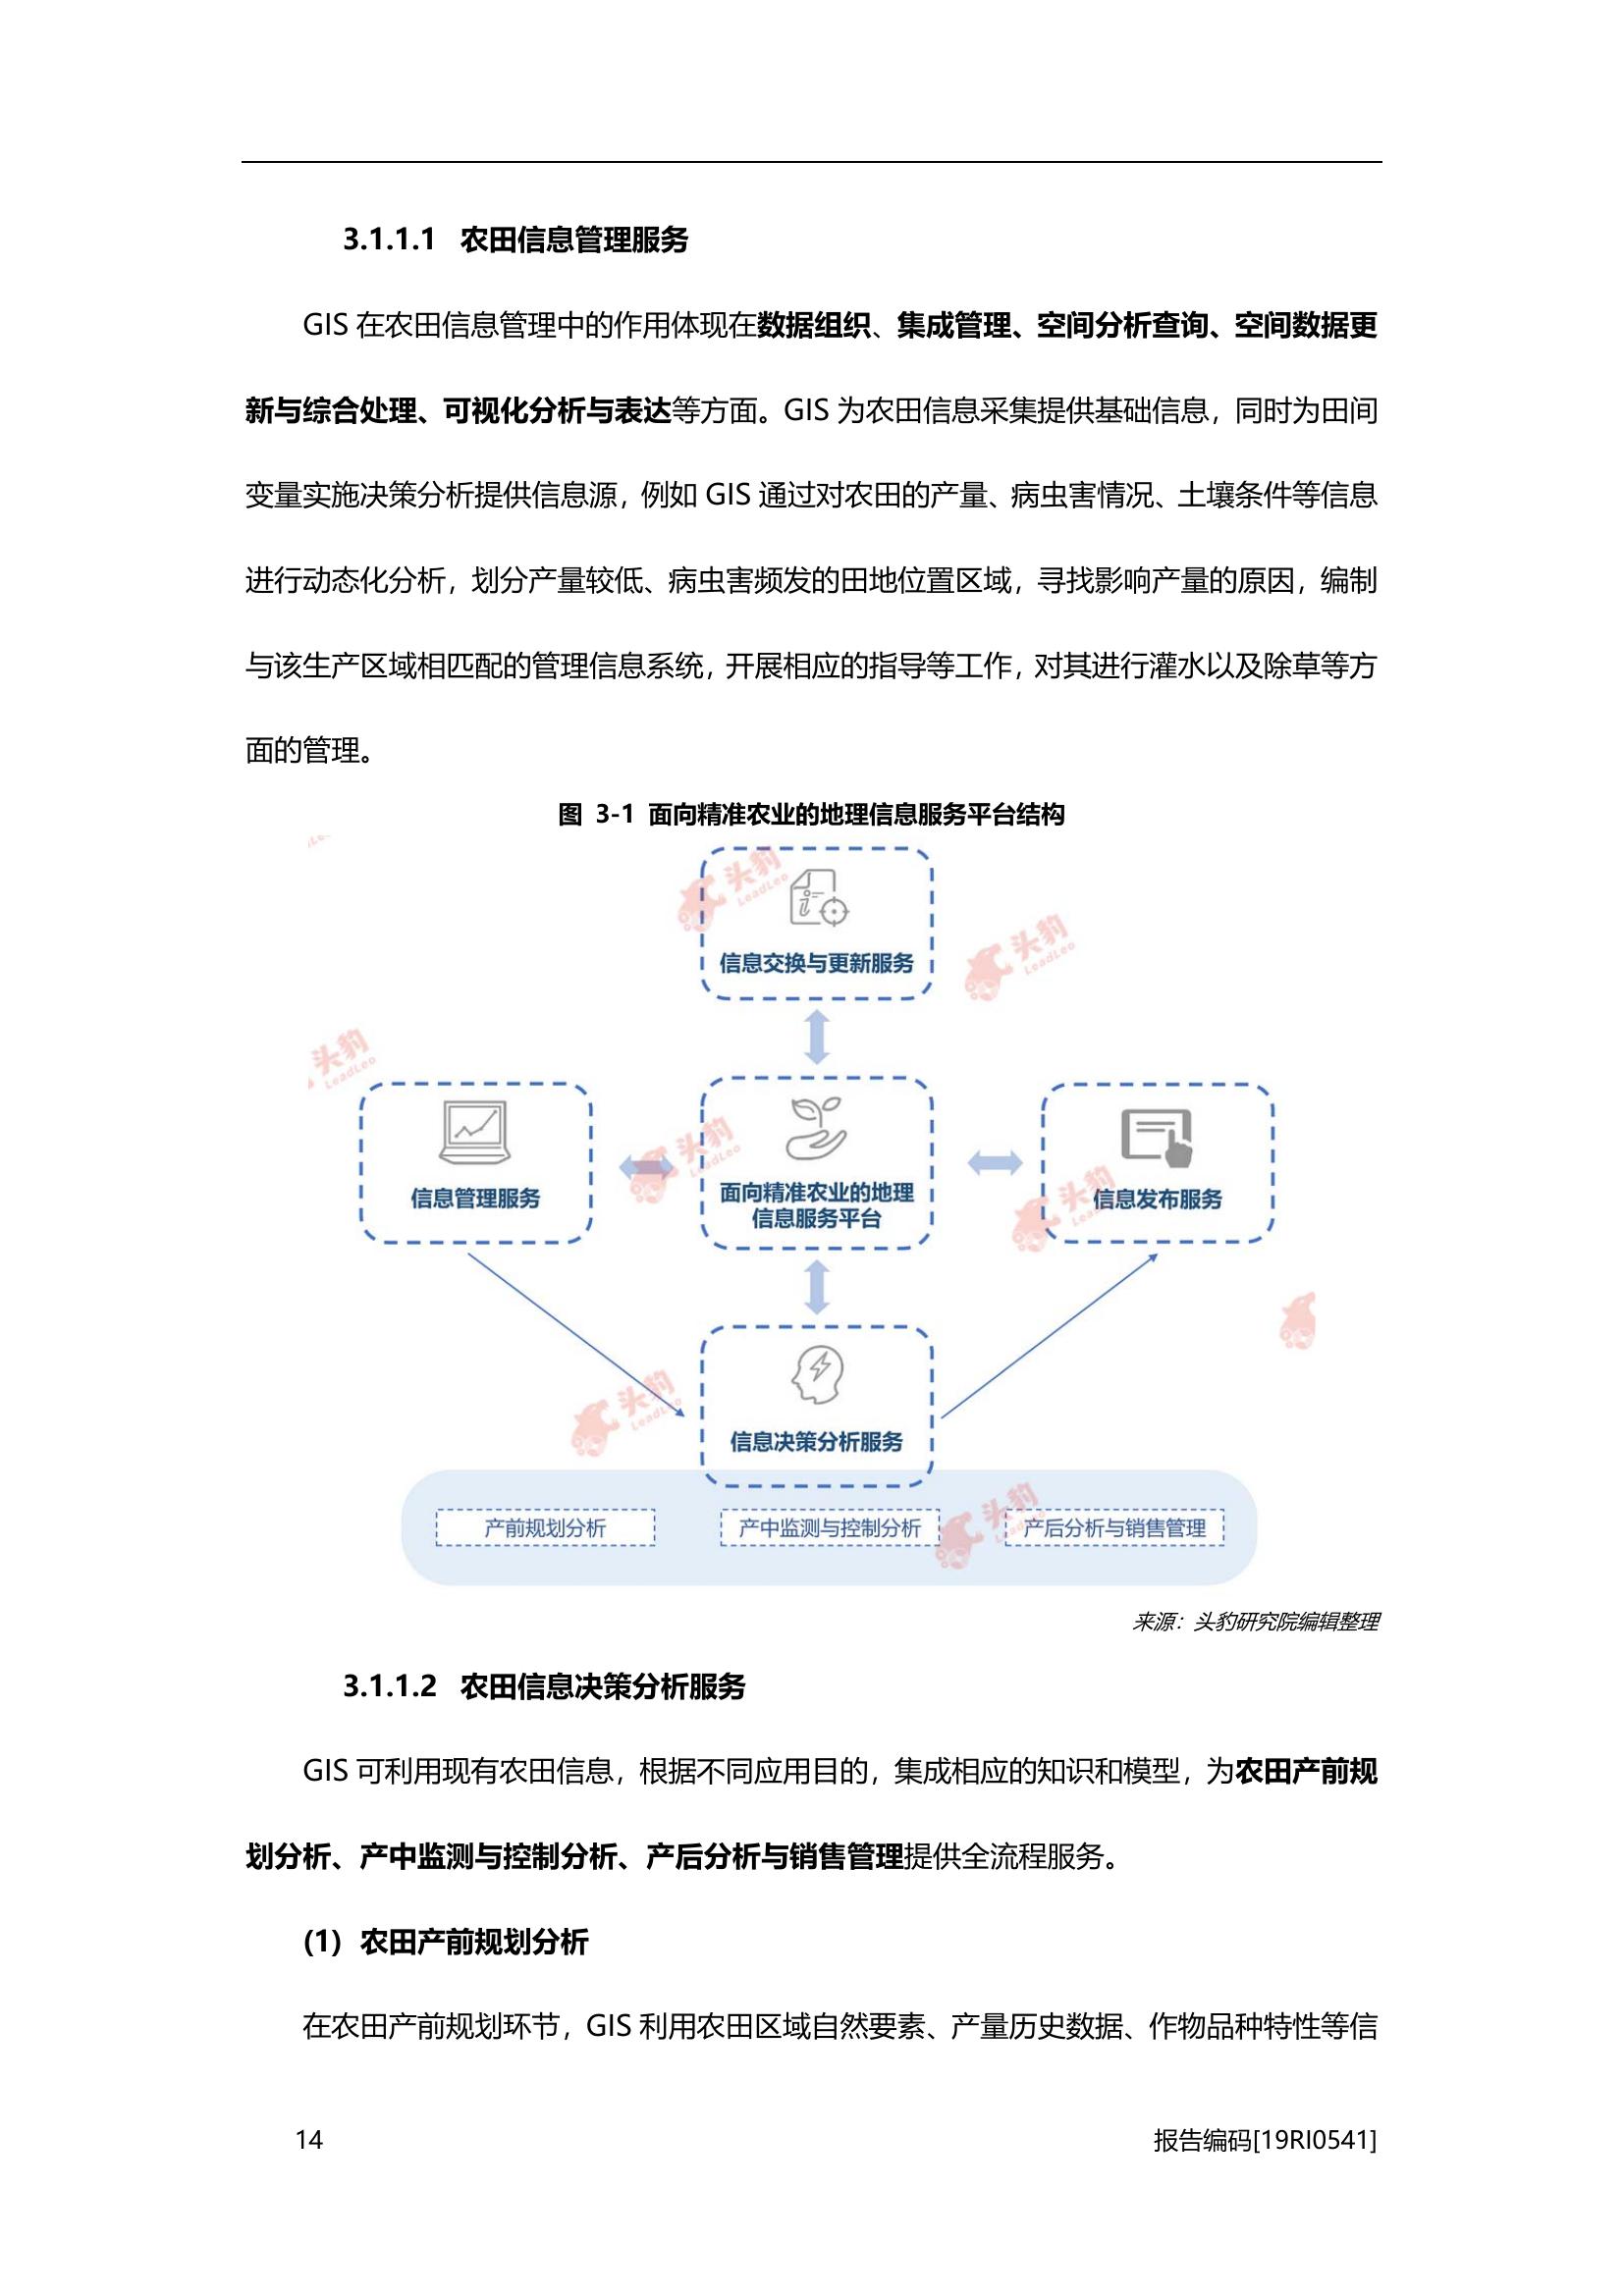 3.1.1.1 农田信息管理服务
GIS 在农田信息管理中的作用体现在数据组织、集成管理、空间分析查询、空间数据更
新与综合处理、可视化分析与表达等方面。GIS 为农田信息采集提供基础信息，同时为田间
变量实施决策分析提供信息源，例如 GIS 通过对农田的产量、病虫害情况、土壤条件等信息
进行动态化分析，划分产量较低、病虫害频发的田地位置区域，寻找影响产量的原因，编制
与该生产区域相匹配的管理信息系统，开展相应的指导等工作，对其进行灌水以及除草等方
面的管理。
图 3-1 面向精准农业的地理信息服务平台结构
头豹
LeadLeo
信息交换与更新服务
头豹
LeadLeo
头豹
LeadLeo
信息管理服务
头豹
LeadLeo
面向精准农业的地理
信息服务平台
头豹
信息发布服务
头豹
LeadLeo
信息决策分析服务
头豹
产前规划分析
产中监测与控制分析
产后分析与销售管理
来源：头豹研究院编辑整理
3.1.1.2 农田信息决策分析服务
GIS 可利用现有农田信息，根据不同应用目的，集成相应的知识和模型，为农田产前规
划分析、产中监测与控制分析、产后分析与销售管理提供全流程服务。
(1) 农田产前规划分析
在农田产前规划环节，GIS 利用农田区域自然要素、产量历史数据、作物品种特性等信
14
报告编码[19RI0541]